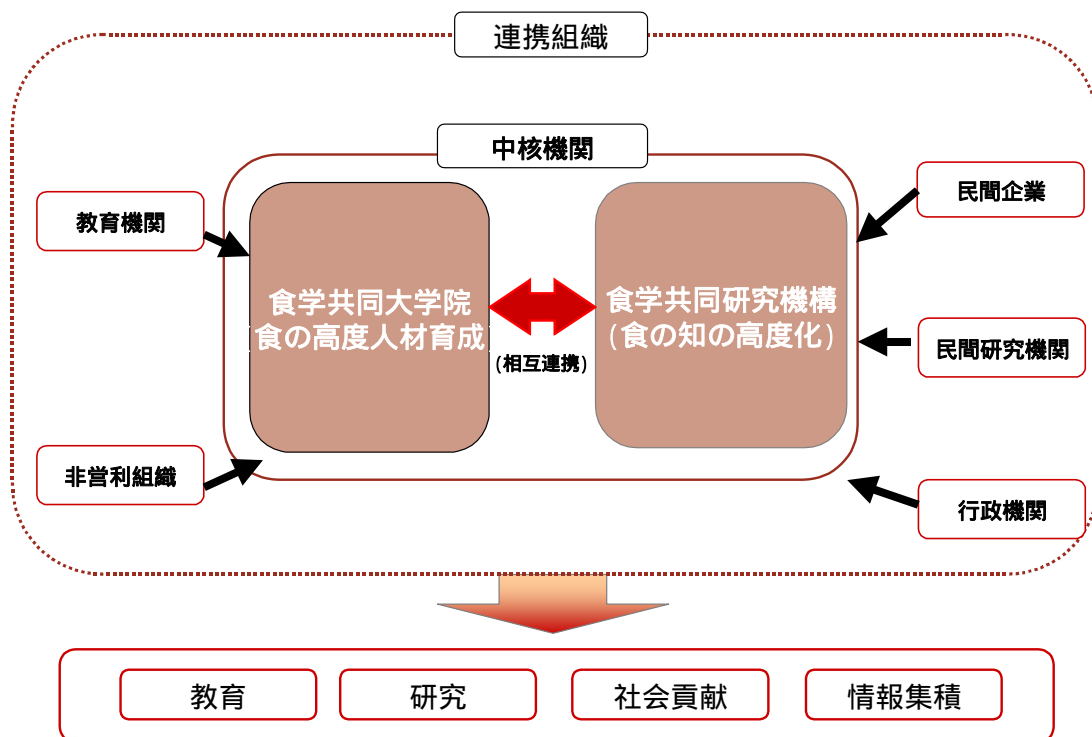 連携組織
中核機関
教育機関
民間企業
食学共同大学院
(食の高度人材育成)
食学共同研究機構
(食の知の高度化)
(相互連携)
民間研究機関
非営利組織
行政機関
教育
研究
社会貢献
情報集積